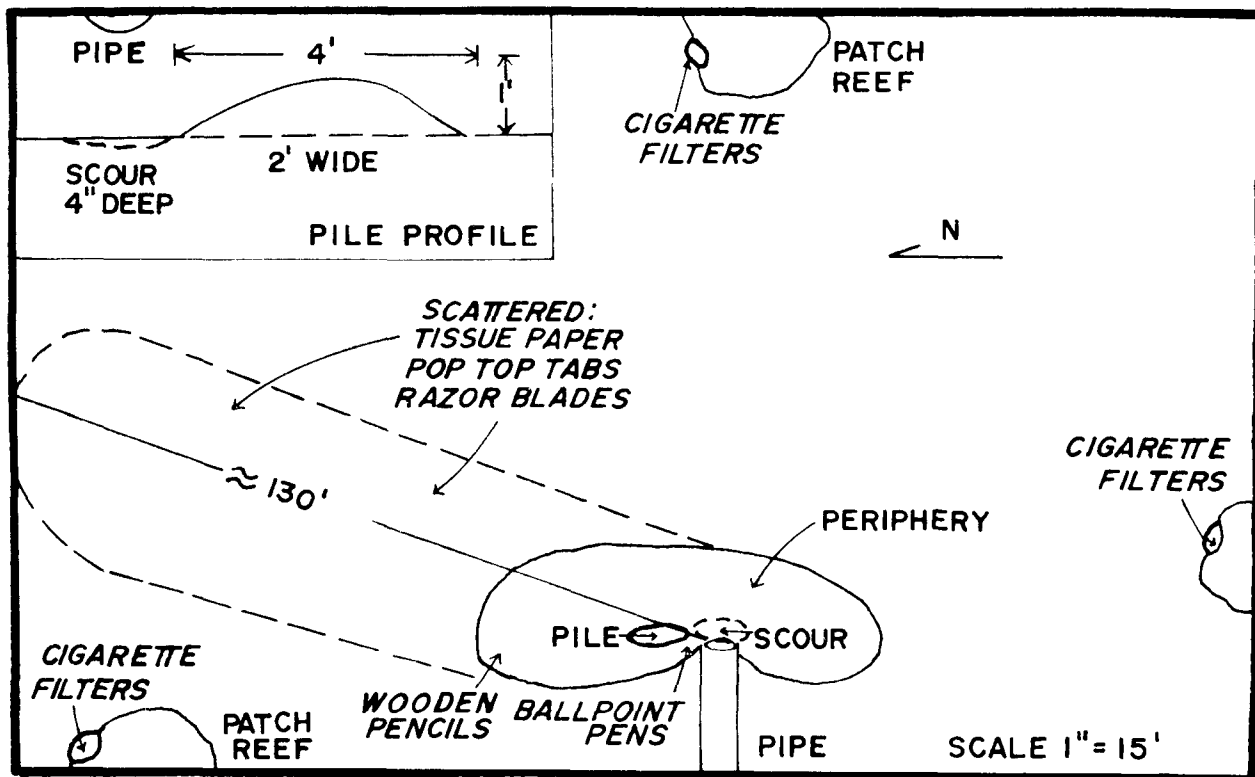 PIPE
4'
1'
SCOUR
4" DEEP
2' WIDE
PILE PROFILE
CIGARETTE
FILTERS
PATCH
REEF
N
SCATTERED:
TISSUE PAPER
POP TOP TABS
RAZOR BLADES
≈ 130'
CIGARETTE
FILTERS
PERIPHERY
PILE
SCOUR
CIGARETTE
FILTERS
PATCH
REEF
WOODEN
PENCILS
BALLPOINT
PENS
PIPE
SCALE 1" = 15'